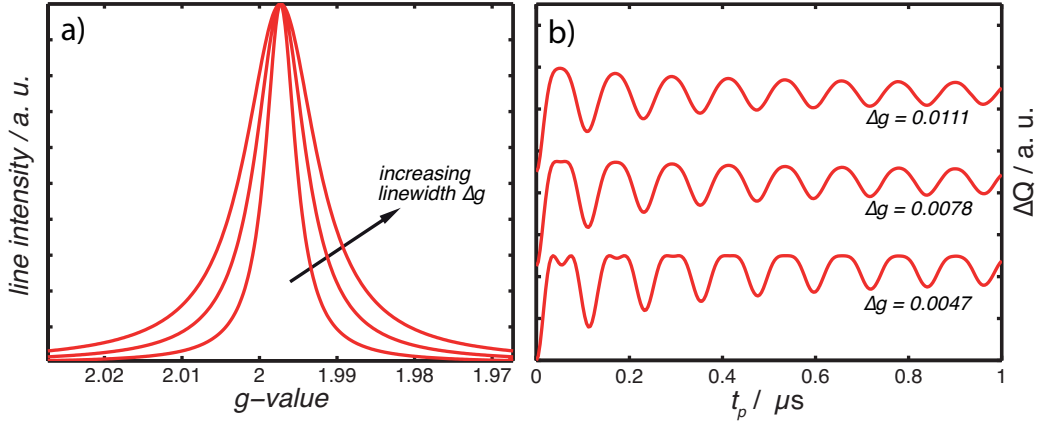 a)
line intensity / a. u.
increasing
linewidth Δg
2.02
2.01
2
1.99
1.98
1.97
g-value
b)
Δg = 0.0111
Δg = 0.0078
Δg = 0.0047
0
0.2
0.4
0.6
0.8
1
tₚ / μs
ΔQ / a. u.